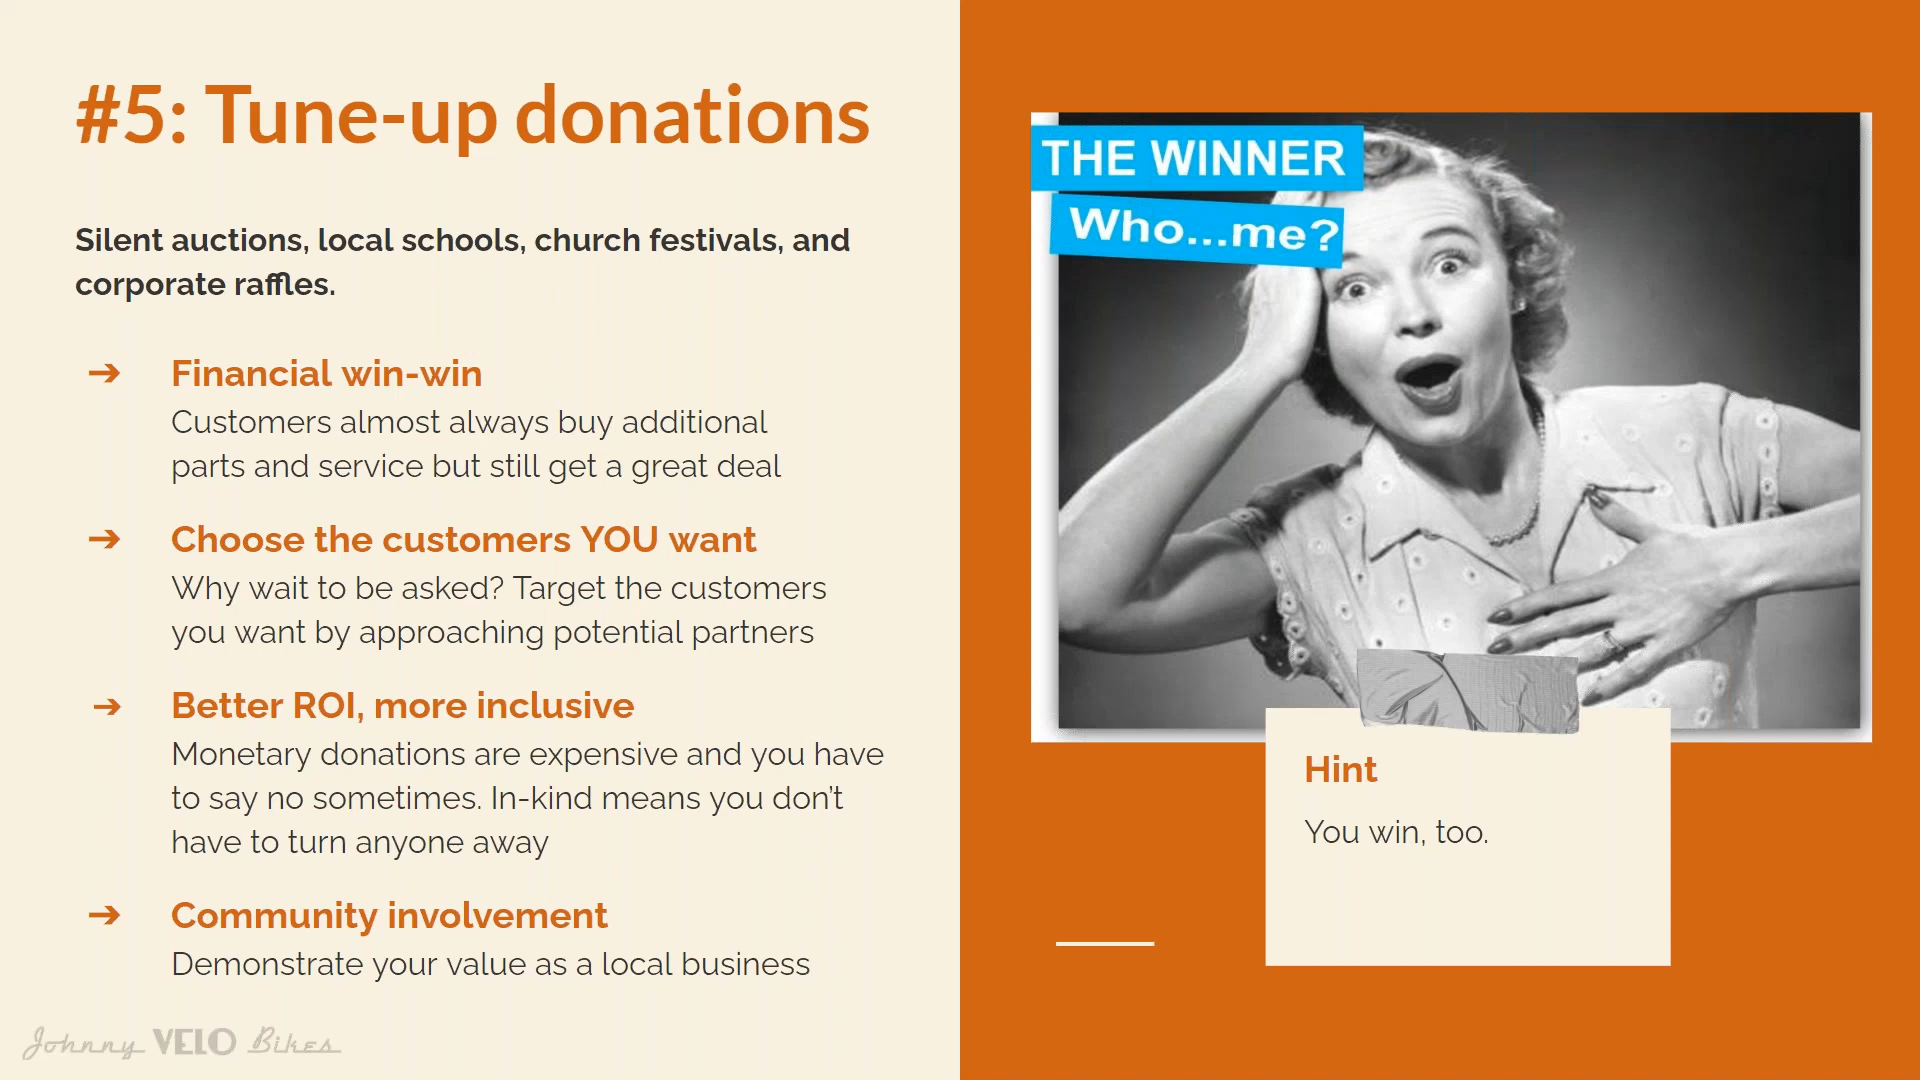 #5: Tune-up donations
Silent auctions, local schools, church festivals, and
corporate raffles.
➔ Financial win-win
Customers almost always buy additional
parts and service but still get a great deal
➔ Choose the customers YOU want
Why wait to be asked? Target the customers
you want by approaching potential partners
➔ Better ROI, more inclusive
Monetary donations are expensive and you have
to say no sometimes. In-kind means you don’t
have to turn anyone away
➔ Community involvement
Demonstrate your value as a local business
Johnny VELO Bikes
THE WINNER
Who...me?
Hint
You win, too.